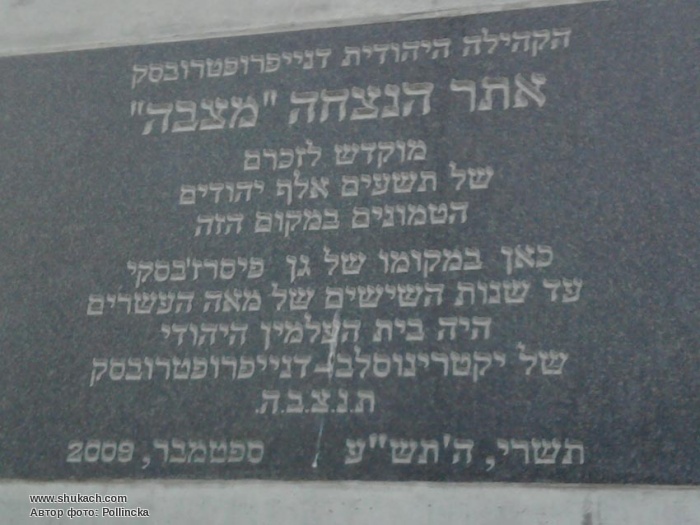 הקהילה היהודית דנייפרופטרובסק
אתר הנצחה "מצבה"
מוקדש לזכרם
של תשעים אלף יהודים
הטמונים במקום הזה
כאן במקומו של גן פיסרז'בסקי
עד שנות השישים של מאה העשרים
היה בית העלמין היהודי
של יקטרינוסלב-דנייפרופטרובסק
ת.נ.צ.ב.ה.
תשרי, ה'תש"ע ספטמבר, 2009
www.shukach.com
Автор фото: Pollincka